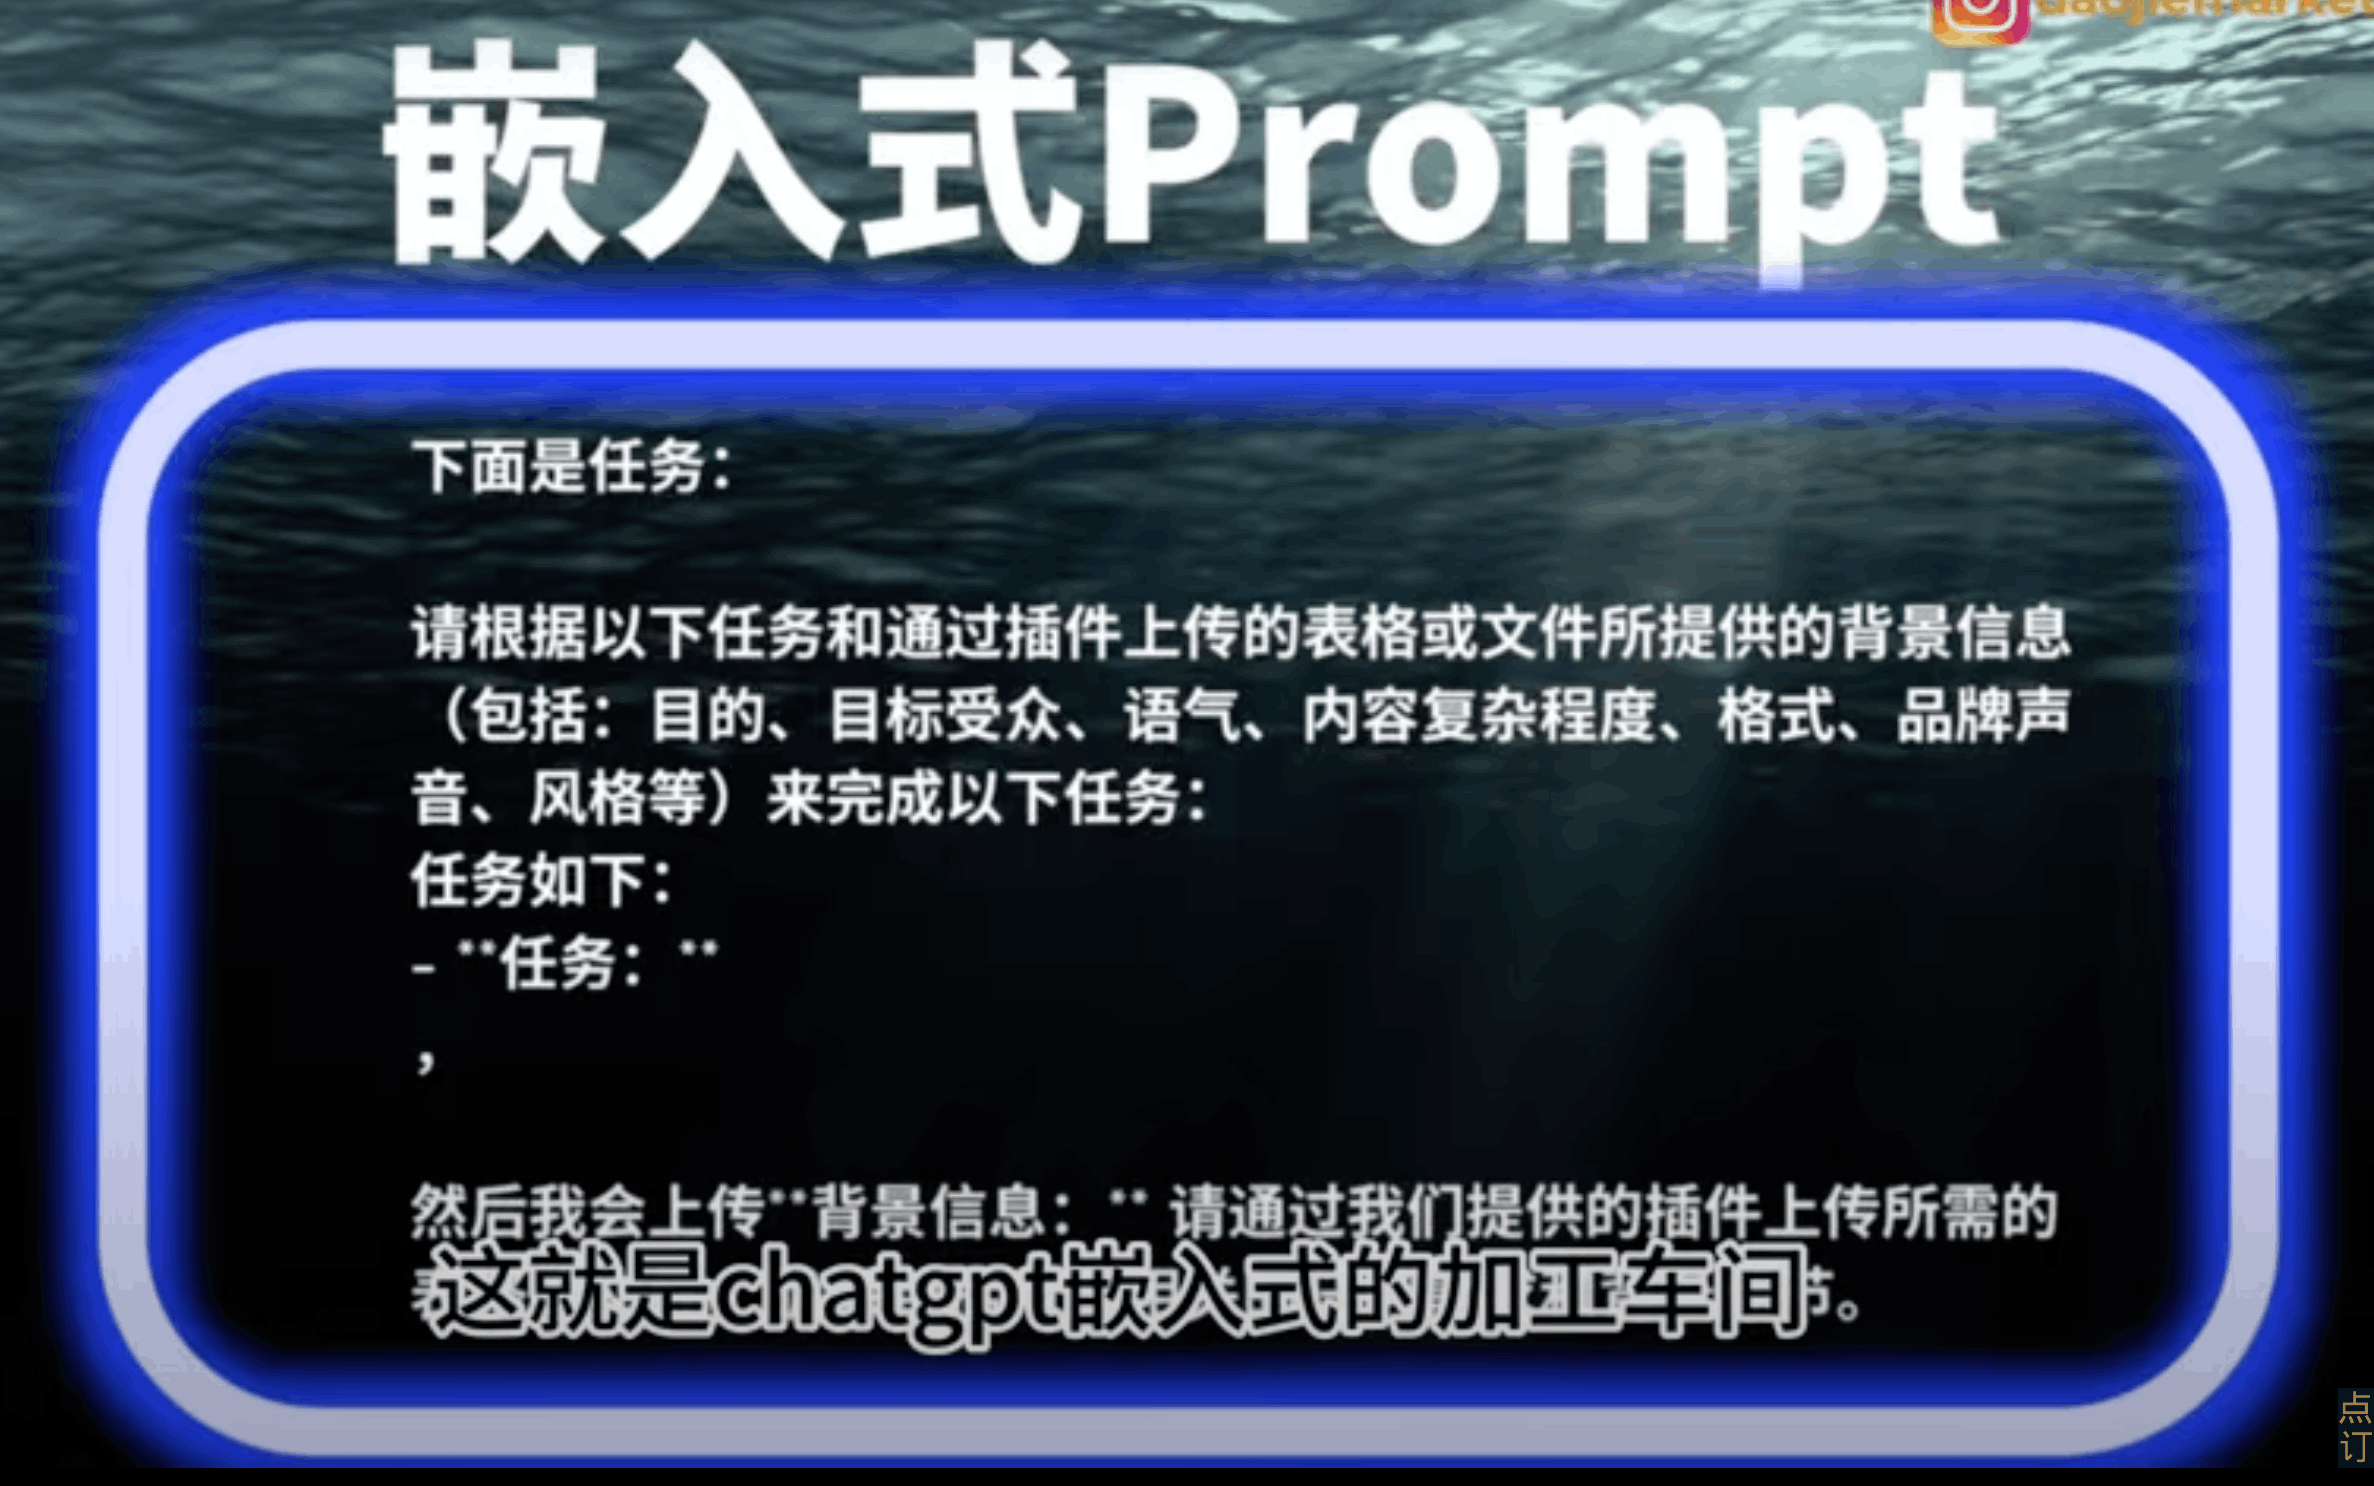 嵌入式Prompt
下面是任务：
请根据以下任务和通过插件上传的表格或文件所提供的背景信息
（包括：目的、目标受众、语气、内容复杂程度、格式、品牌声
音、风格等）来完成以下任务：
任务如下：
- **任务：**
，
然后我会上传**背景信息：** 请通过我们提供的插件上传所需的
节。
这就是chatgpt嵌入式的加工车间
点
订